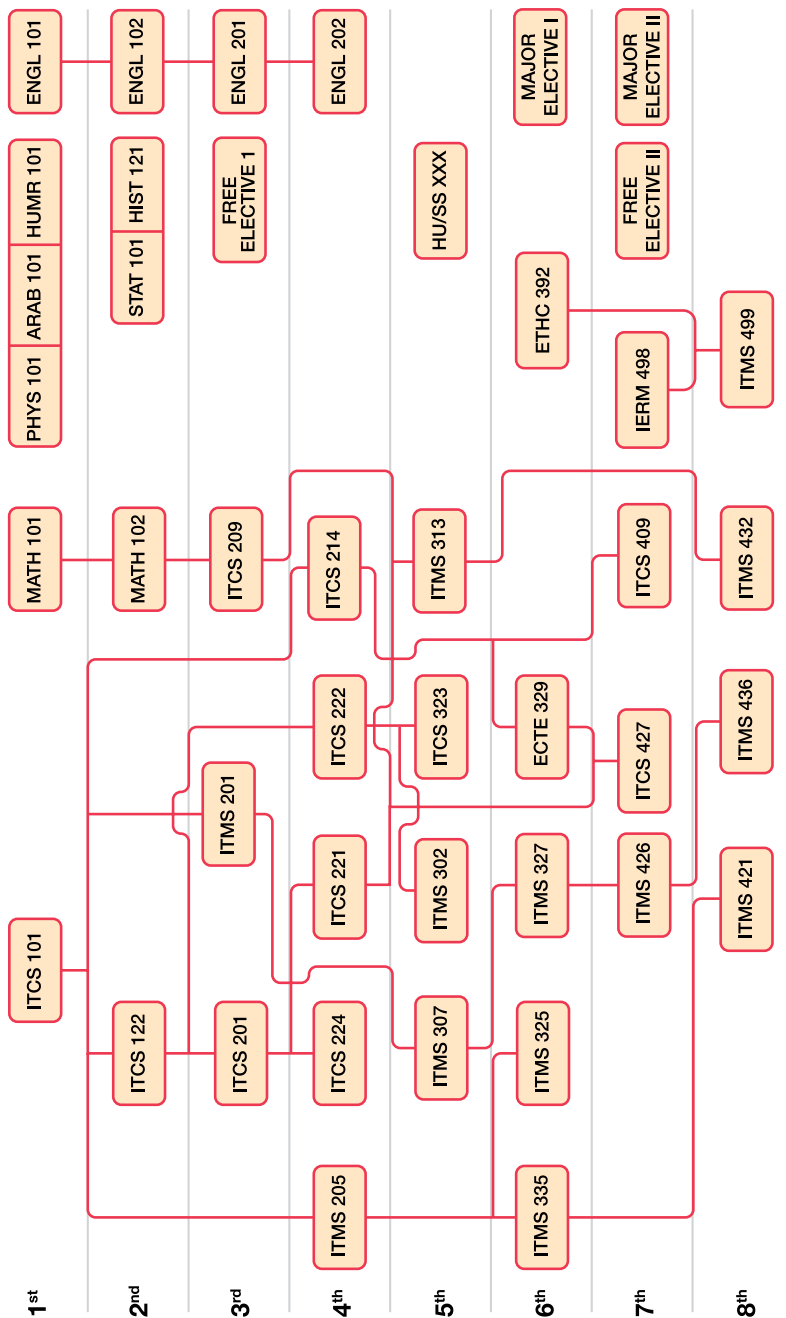 1st
ITCS 101
MATH 101
PHYS 101
ARAB 101
HUMR 101
ENGL 101
2nd
ITCS 122
MATH 102
STAT 101
HIST 121
ENGL 102
3rd
ITCS 201
ITMS 201
ITCS 209
FREE
ELECTIVE 1
ENGL 201
4th
ITMS 205
ITCS 224
ITCS 221
ITCS 222
ITCS 214
ENGL 202
5th
ITMS 307
ITMS 302
ITCS 323
ITMS 313
HU/SS XXX
6th
ITMS 335
ITMS 325
ITMS 327
ECTE 329
ETHC 392
MAJOR
ELECTIVE I
7th
ITMS 426
ITCS 427
ITCS 409
IERM 498
FREE
ELECTIVE II
MAJOR
ELECTIVE II
8th
ITMS 421
ITMS 436
ITMS 432
ITMS 499